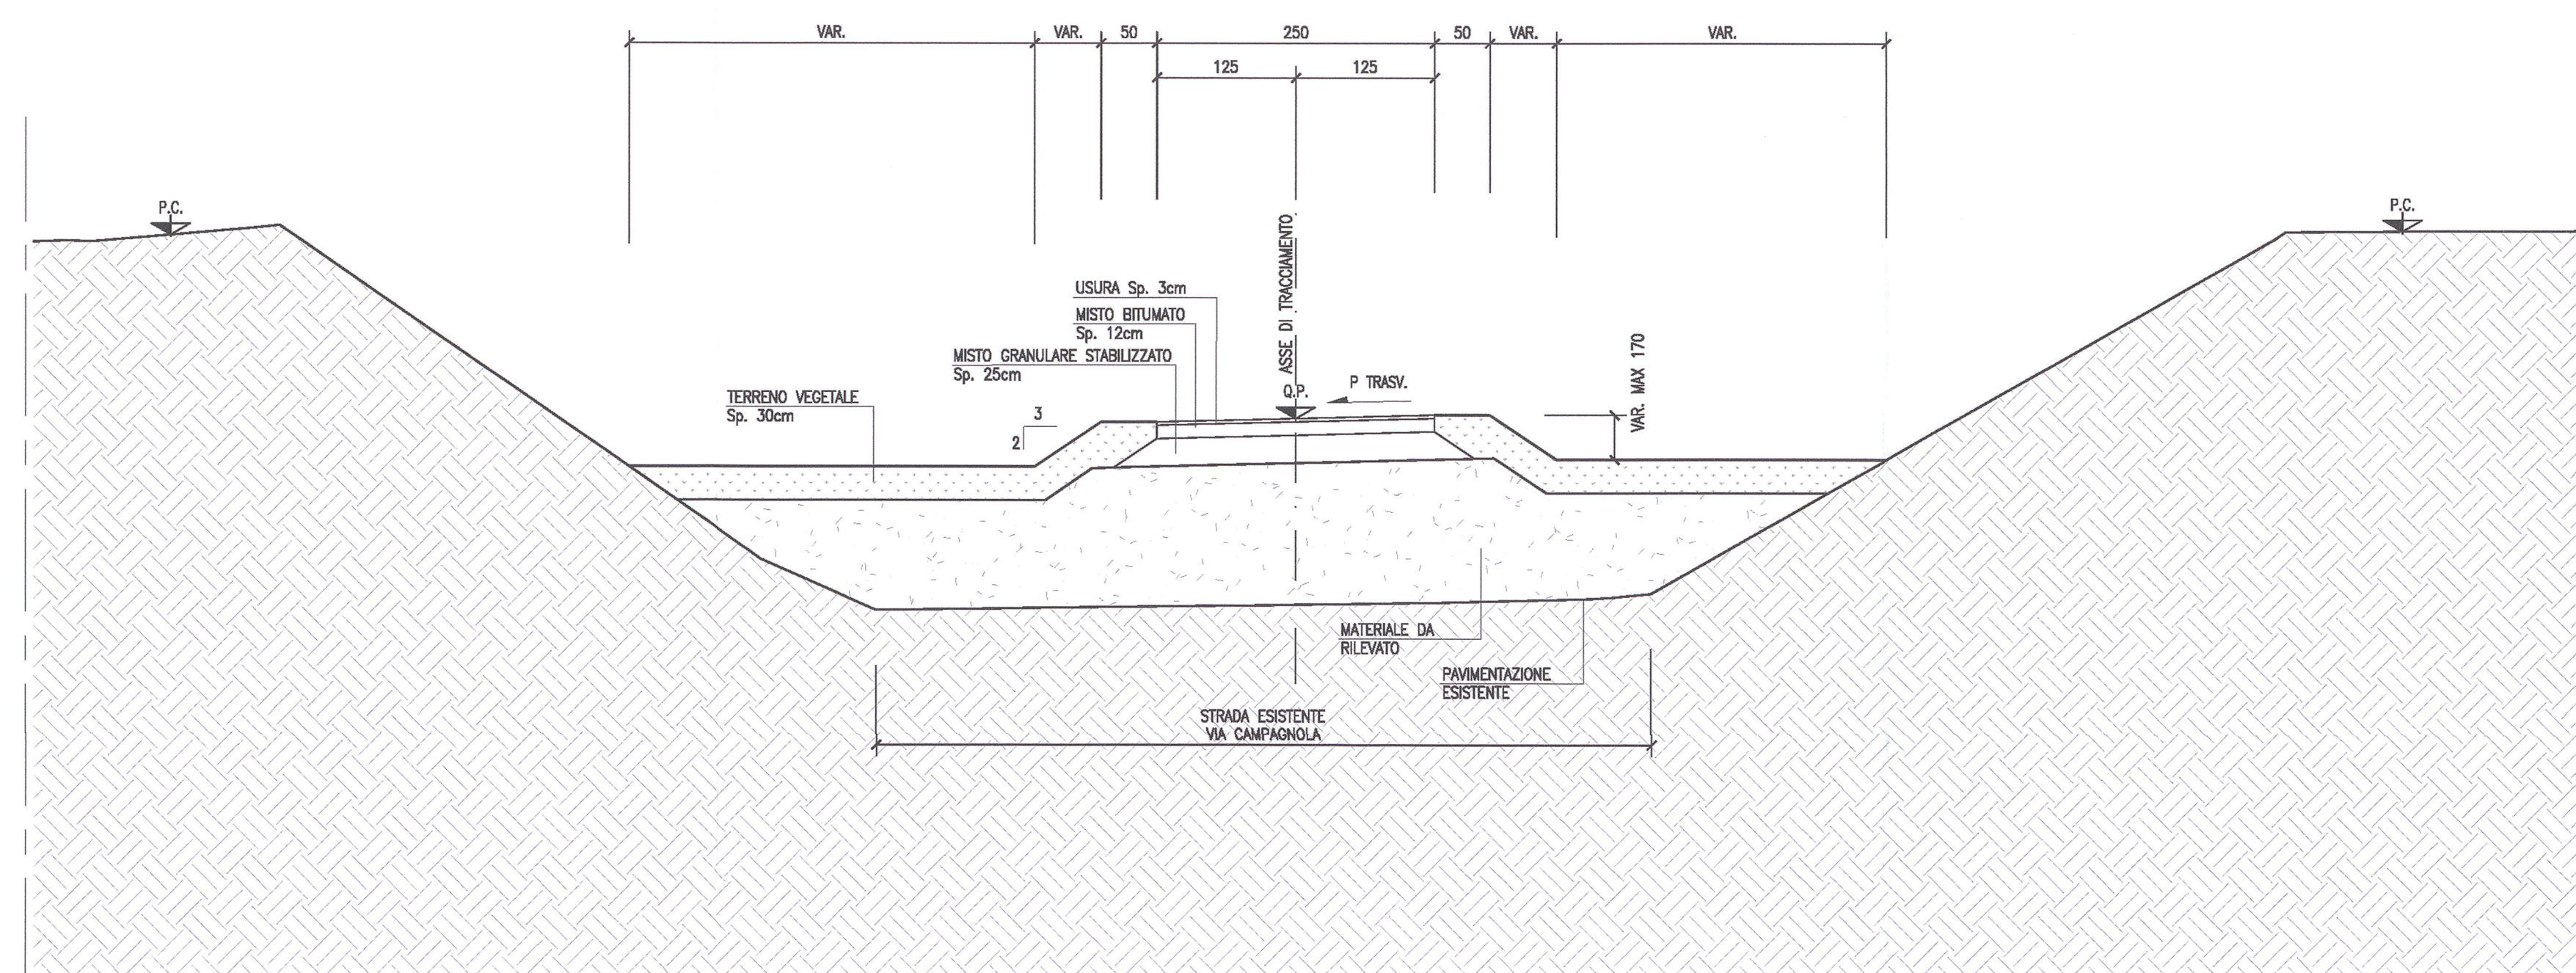 VAR.
VAR.
50
250
50
VAR.
VAR.
125
125
P.C.
P.C.
ASSE DI TRACCIAMENTO
USURA Sp. 3cm
MISTO BITUMATO
Sp. 12cm
MISTO GRANULARE STABILIZZATO
Sp. 25cm
TERRENO VEGETALE
Sp. 30cm
3
2
Q.P.
P TRASV.
VAR. MAX 170
MATERIALE DA
RILEVATO
PAVIMENTAZIONE
ESISTENTE
STRADA ESISTENTE
VIA CAMPAGNOLA